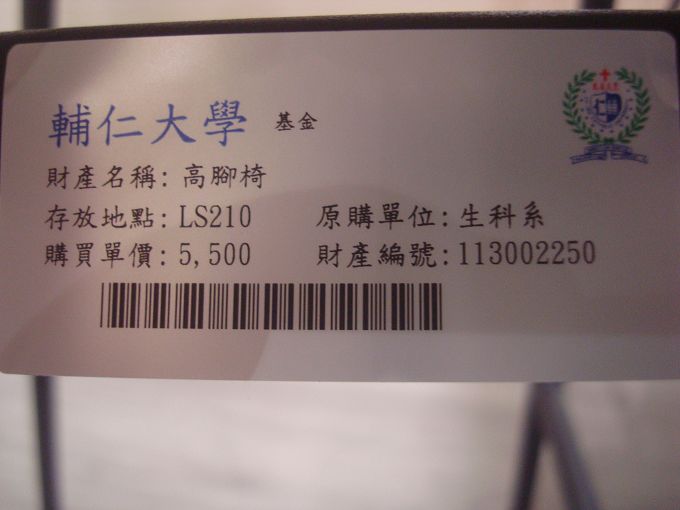 輔仁大學 基金
財產名稱: 高腳椅
存放地點: LS210 原購單位: 生科系
購買單價: 5,500 財產編號: 113002250